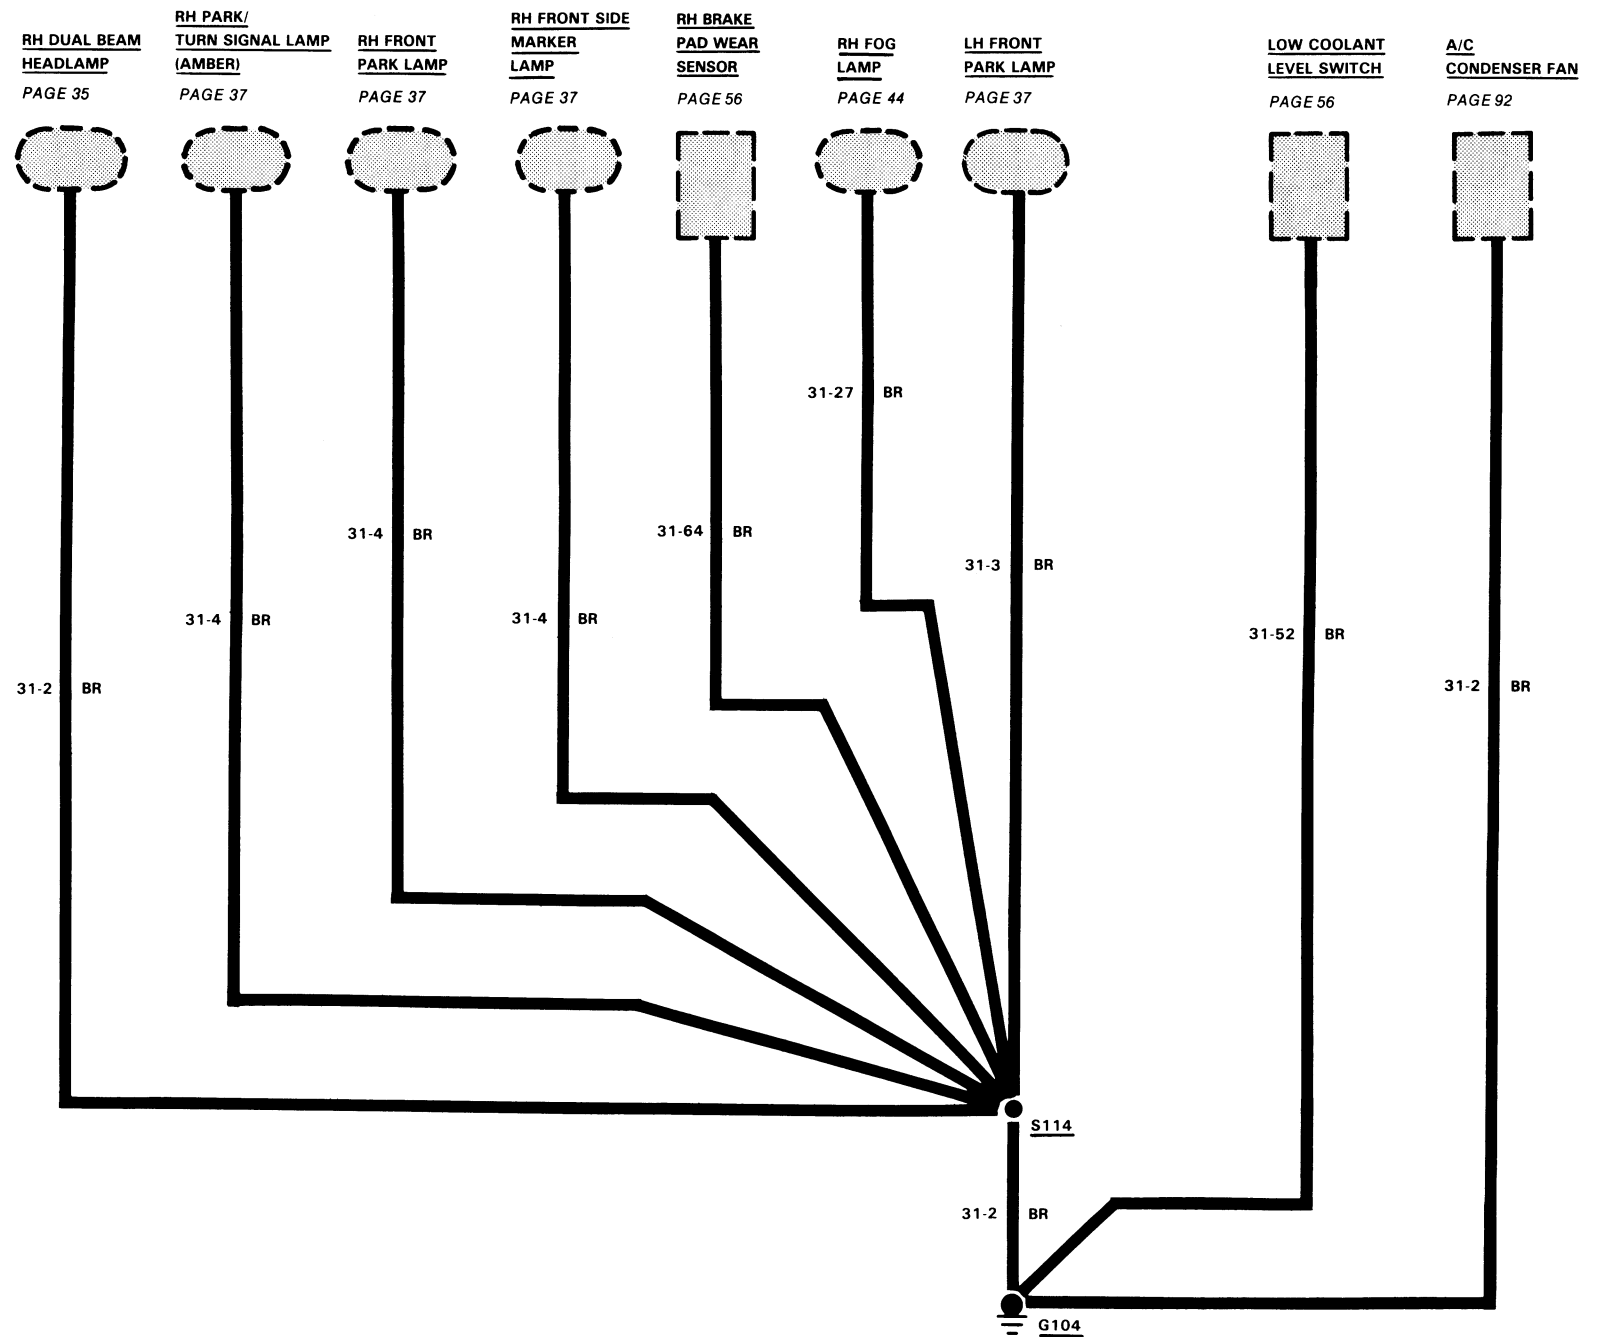 RH DUAL BEAM
HEADLAMP
PAGE 35
RH PARK/
TURN SIGNAL LAMP
(AMBER)
PAGE 37
RH FRONT
PARK LAMP
PAGE 37
RH FRONT SIDE
MARKER
LAMP
PAGE 37
RH BRAKE
PAD WEAR
SENSOR
PAGE 56
RH FOG
LAMP
PAGE 44
LH FRONT
PARK LAMP
PAGE 37
LOW COOLANT
LEVEL SWITCH
PAGE 56
A/C
CONDENSER FAN
PAGE 92
31-27 BR
31-4 BR
31-64 BR
31-3 BR
31-4 BR
31-4 BR
31-52 BR
31-2 BR
31-2 BR
S114
31-2 BR
G104